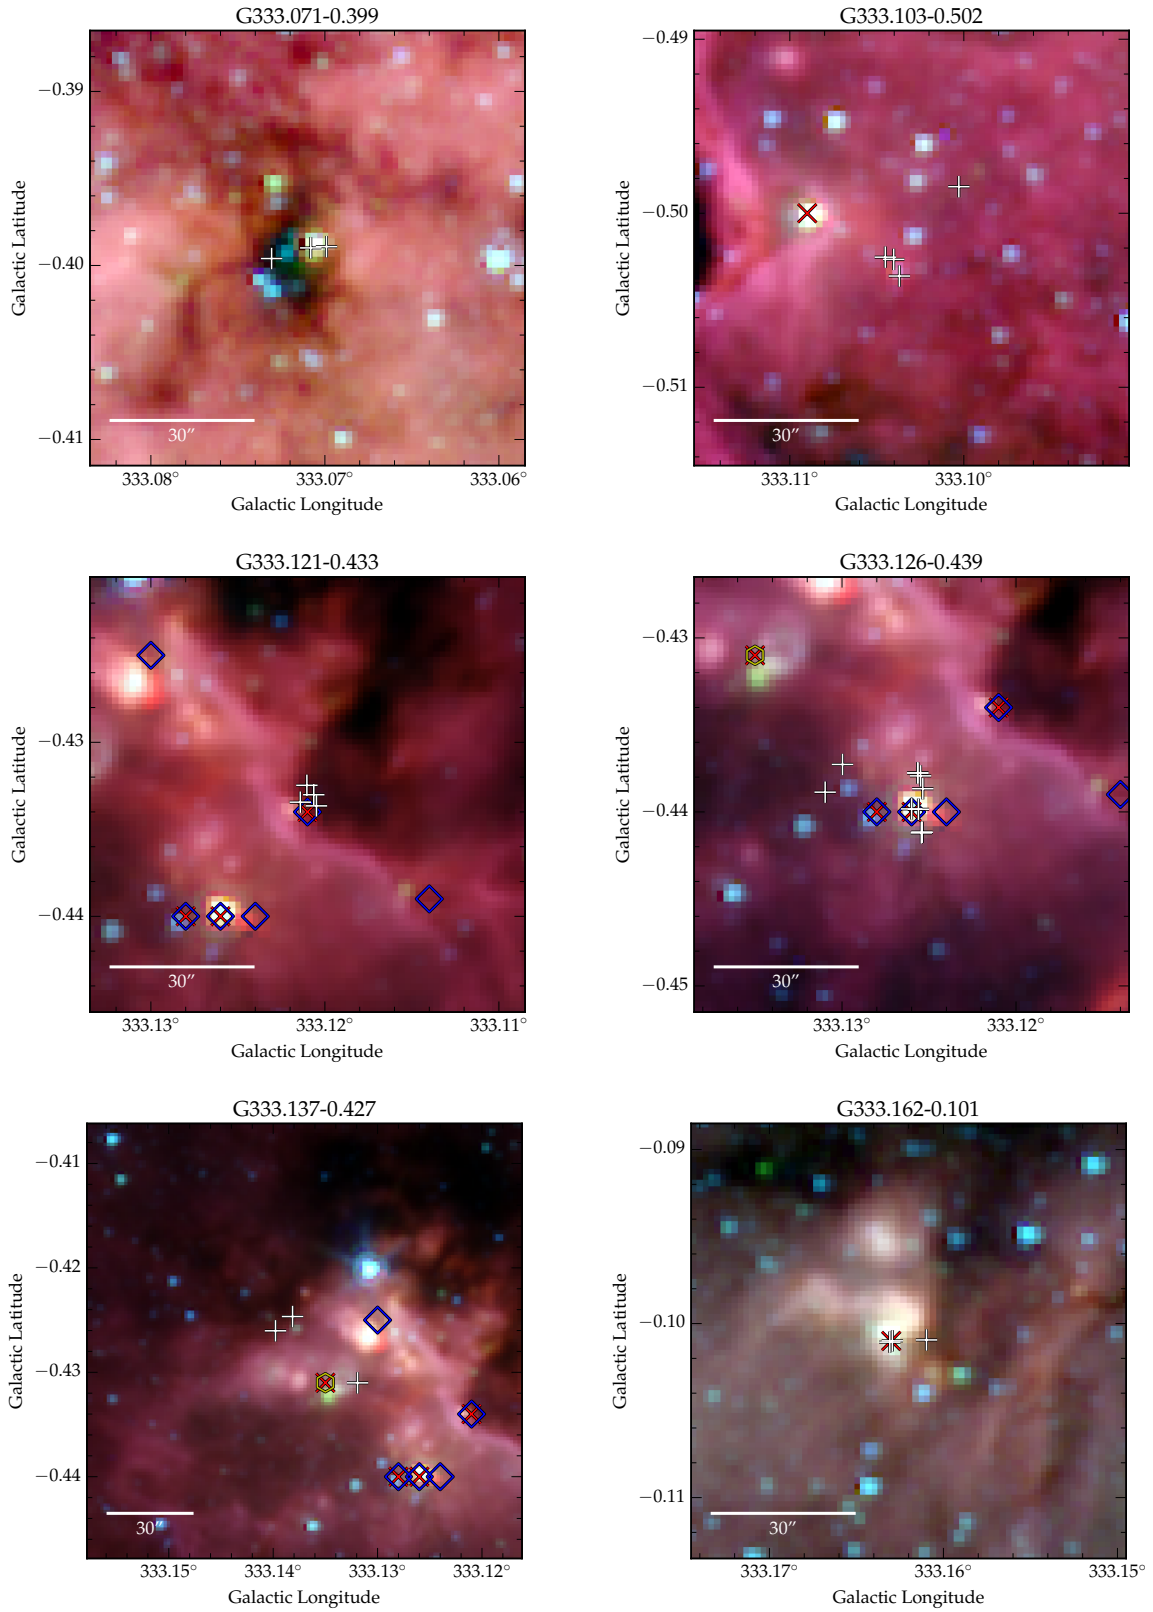 G333.071-0.399
G333.103-0.502
−0.39
−0.40
−0.41
Galactic Latitude
30″
333.08°
333.07°
333.06°
Galactic Longitude
−0.49
−0.50
−0.51
Galactic Latitude
30″
333.11°
333.10°
Galactic Longitude
G333.121-0.433
G333.126-0.439
−0.43
−0.44
Galactic Latitude
30″
333.13°
333.12°
333.11°
Galactic Longitude
−0.43
−0.44
−0.45
Galactic Latitude
30″
333.13°
333.12°
Galactic Longitude
G333.137-0.427
G333.162-0.101
−0.41
−0.42
−0.43
−0.44
Galactic Latitude
30″
333.15°
333.14°
333.13°
333.12°
Galactic Longitude
−0.09
−0.10
−0.11
Galactic Latitude
30″
333.17°
333.16°
333.15°
Galactic Longitude